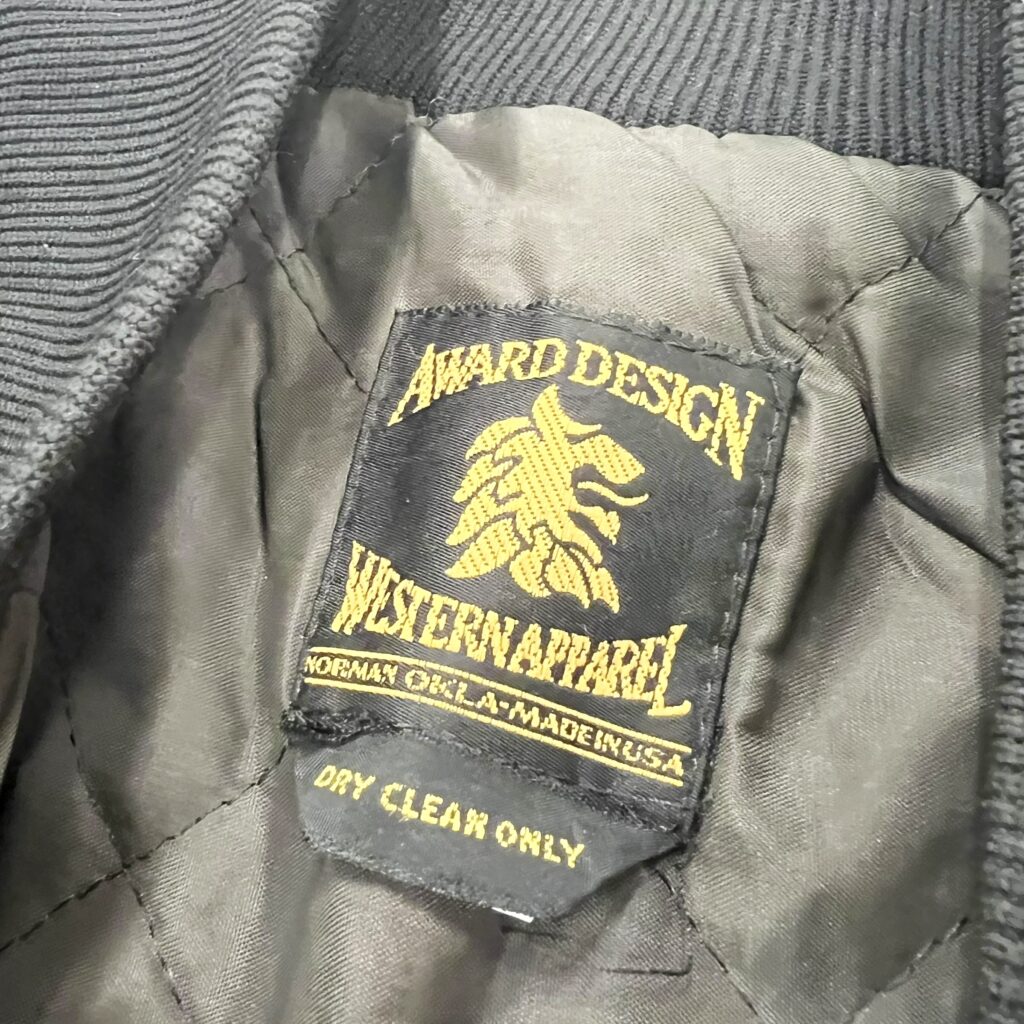 AWARD DESIGN
WESTERN APPAREL
NORMAN OKLA-MADE IN USA
DRY CLEAN ONLY